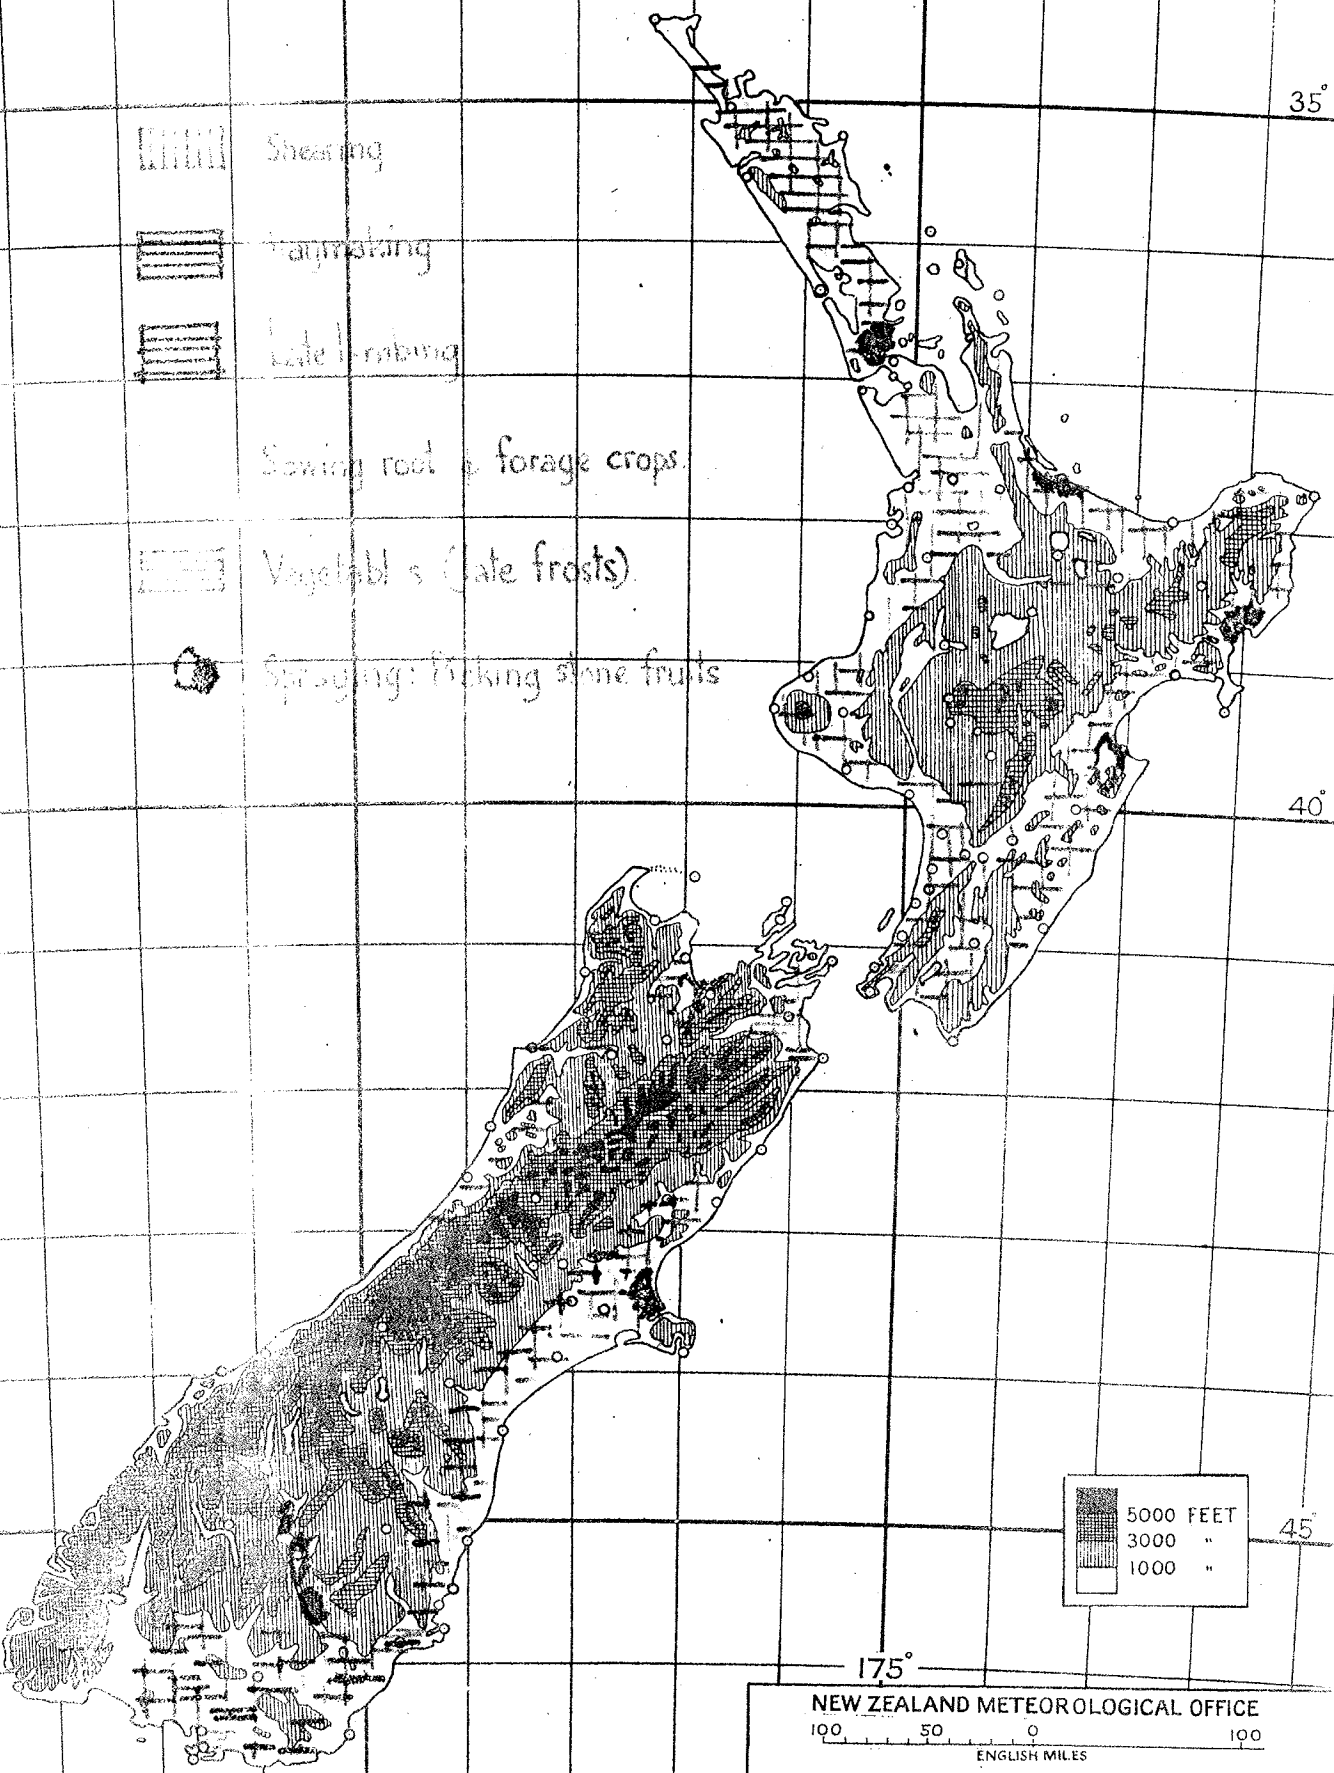 35°
Shearing
Haymaking
Late lambing
Sowing root & forage crops.
Vegetables (late frosts)
Spraying: Picking stone fruits
40°
5000 FEET
3000 "
1000 "
45°
175°
NEW ZEALAND METEOROLOGICAL OFFICE
100 50 0 100
ENGLISH MILES